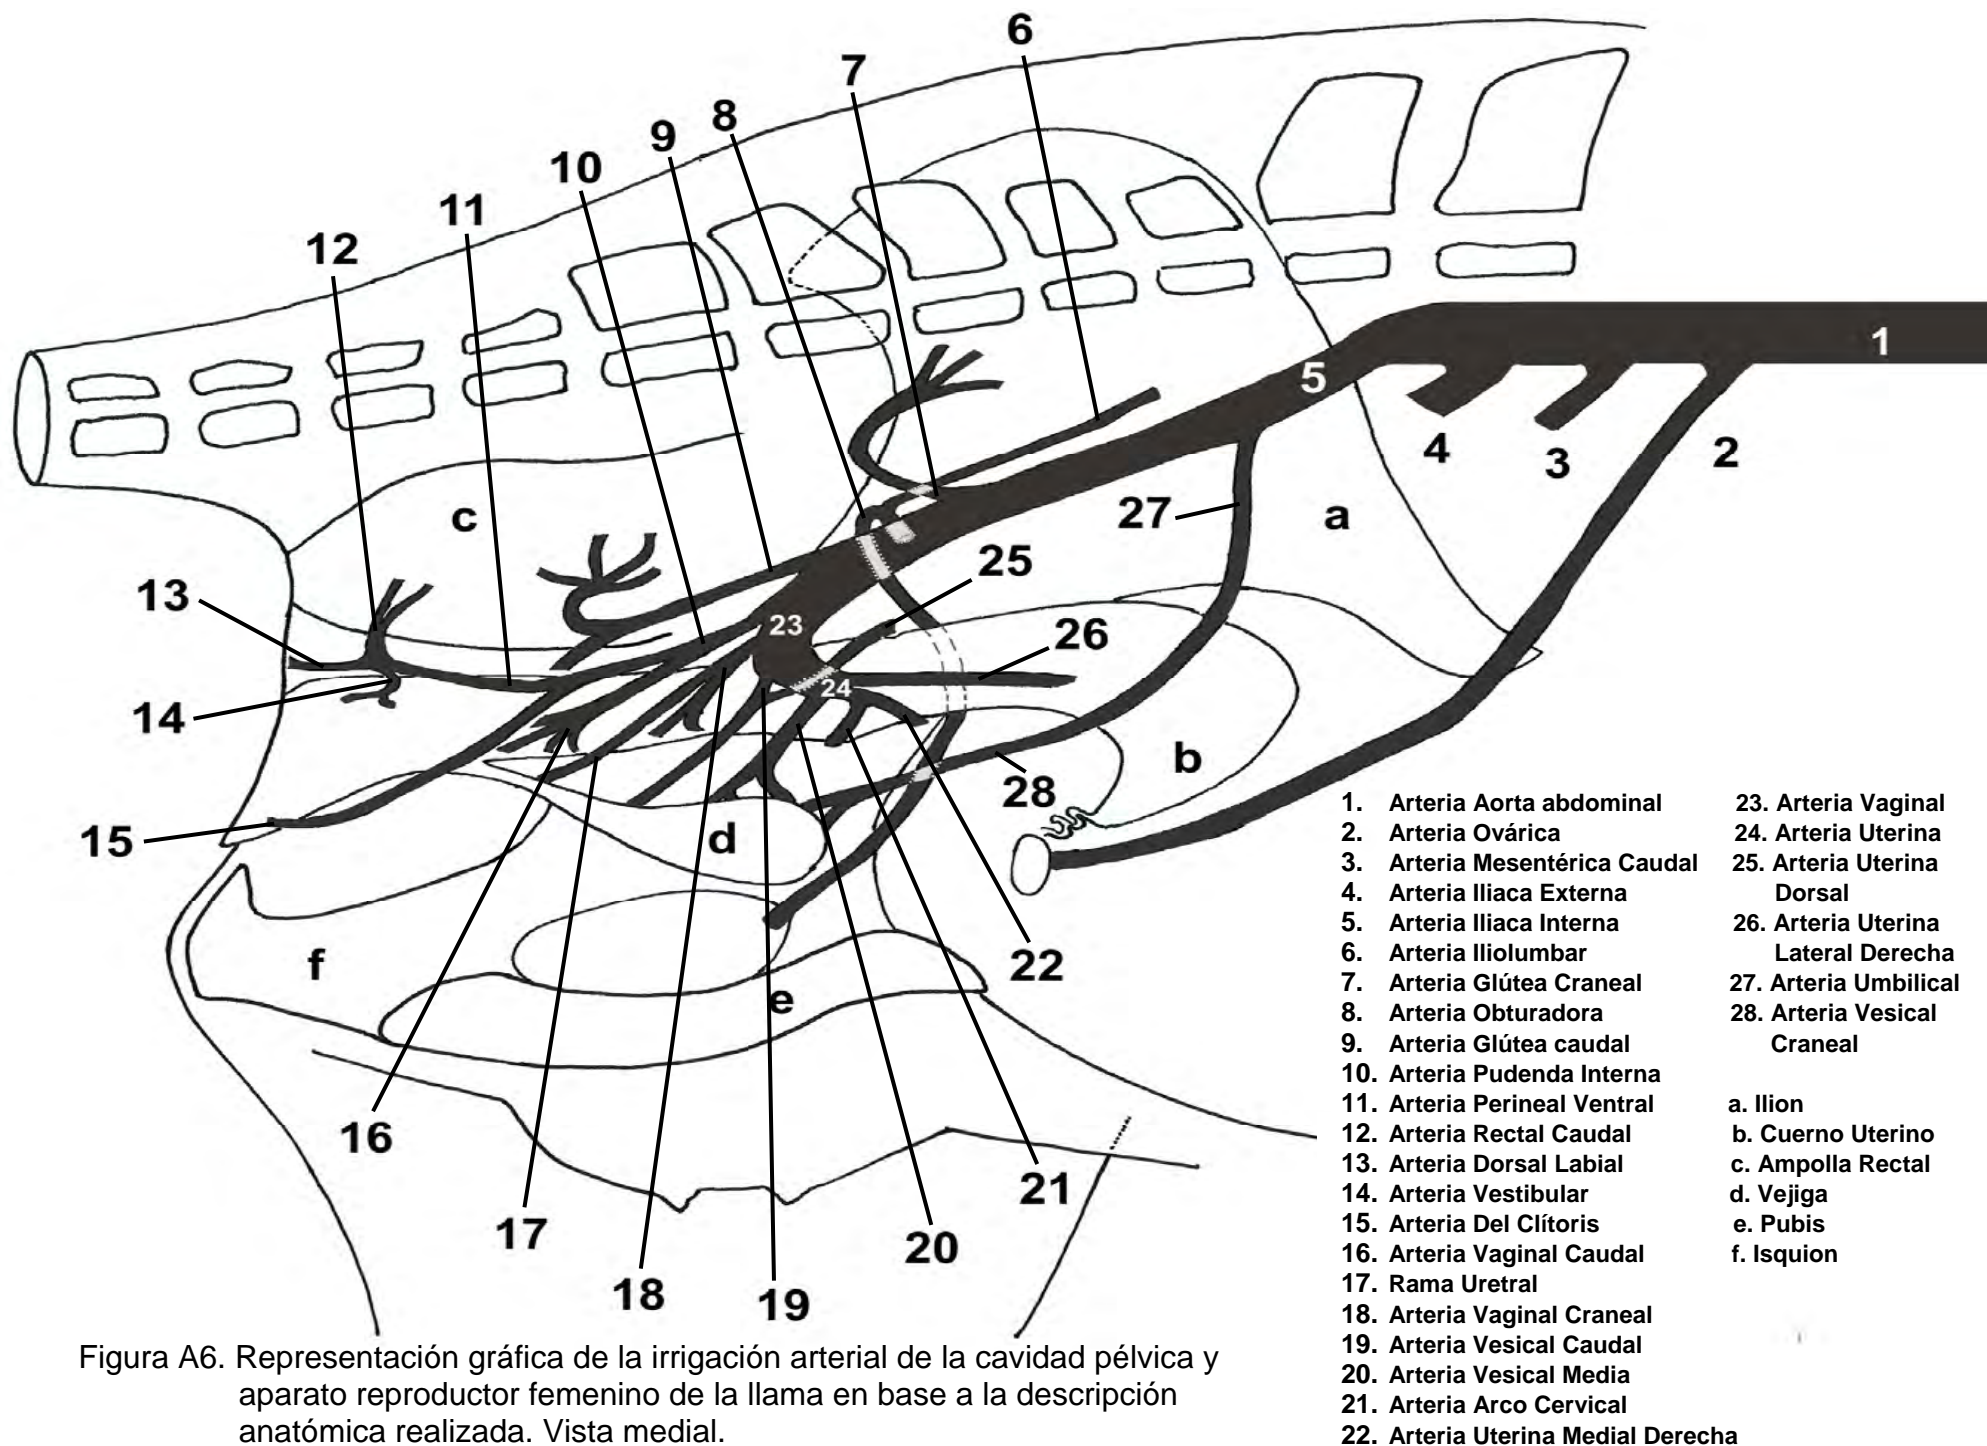 6
7
8
9
10
11
12
1
5
4
3
2
c
27
a
25
13
23
26
24
14
28
b
15
d
f
22
e
16
21
17
20
18
19
1. Arteria Aorta abdominal
2. Arteria Ovárica
3. Arteria Mesentérica Caudal
4. Arteria Iliaca Externa
5. Arteria Iliaca Interna
6. Arteria Iliolumbar
7. Arteria Glútea Craneal
8. Arteria Obturadora
9. Arteria Glútea caudal
10. Arteria Pudenda Interna
11. Arteria Perineal Ventral
12. Arteria Rectal Caudal
13. Arteria Dorsal Labial
14. Arteria Vestibular
15. Arteria Del Clítoris
16. Arteria Vaginal Caudal
17. Rama Uretral
18. Arteria Vaginal Craneal
19. Arteria Vesical Caudal
20. Arteria Vesical Media
21. Arteria Arco Cervical
22. Arteria Uterina Medial Derecha
23. Arteria Vaginal
24. Arteria Uterina
25. Arteria Uterina
Dorsal
26. Arteria Uterina
Lateral Derecha
27. Arteria Umbilical
28. Arteria Vesical
Craneal
a. Ilion
b. Cuerno Uterino
c. Ampolla Rectal
d. Vejiga
e. Pubis
f. Isquion
Figura A6. Representación gráfica de la irrigación arterial de la cavidad pélvica y
aparato reproductor femenino de la llama en base a la descripción
anatómica realizada. Vista medial.